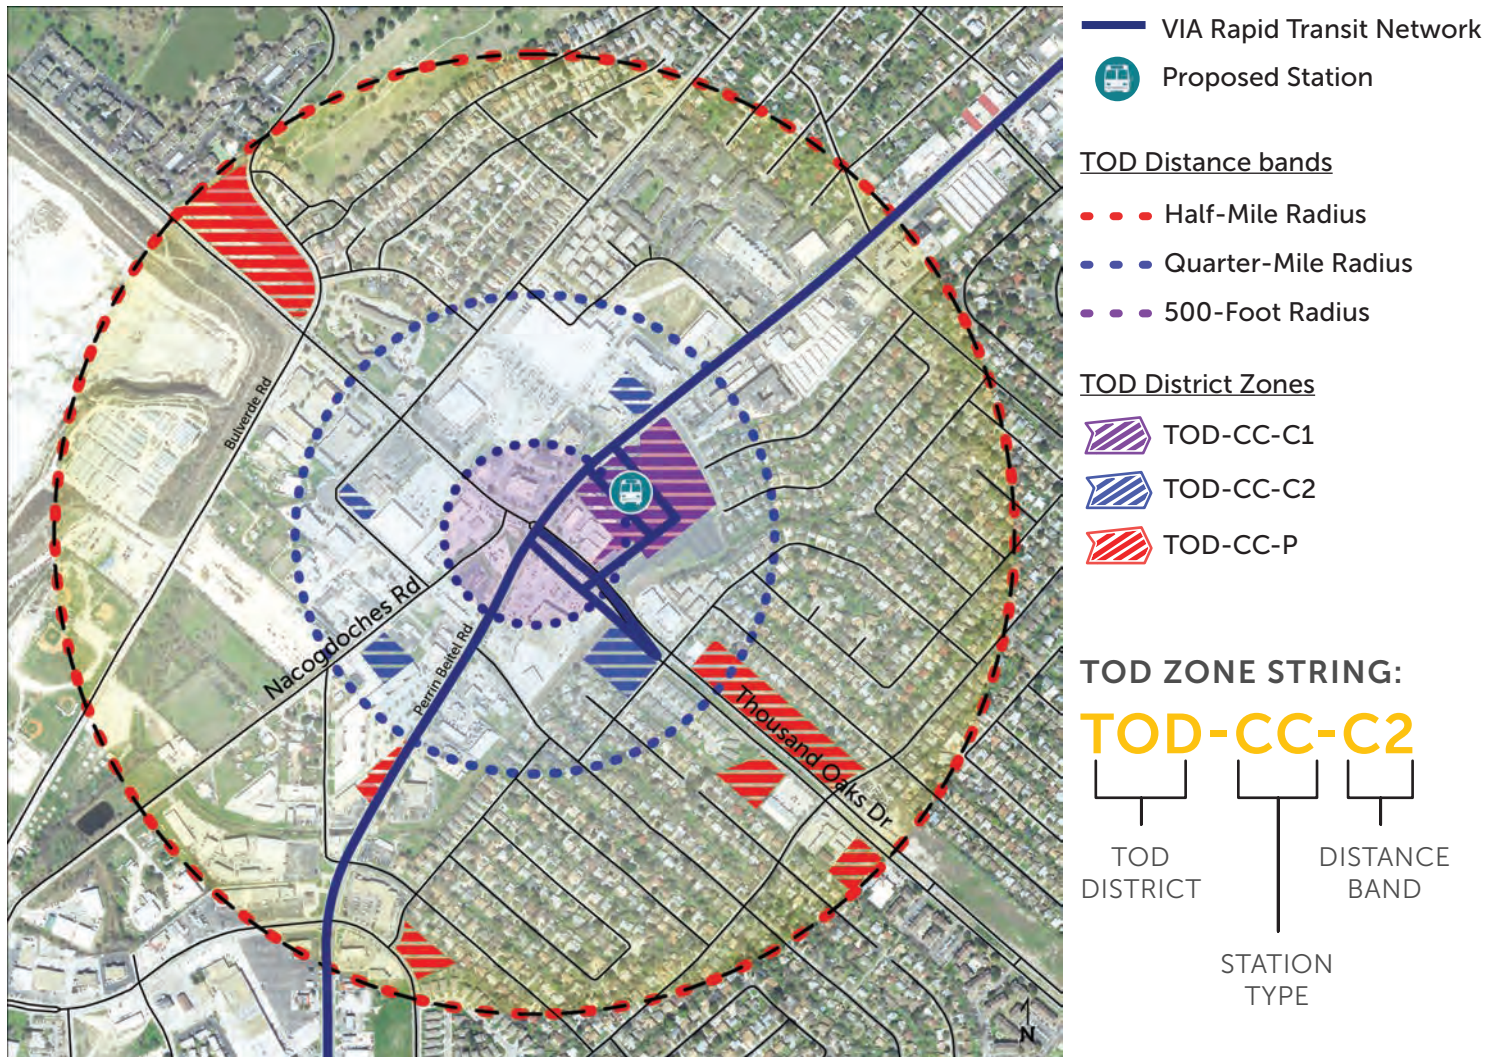 VIA Rapid Transit Network
Proposed Station
TOD Distance bands
Half-Mile Radius
Quarter-Mile Radius
500-Foot Radius
TOD District Zones
TOD-CC-C1
TOD-CC-C2
TOD-CC-P
TOD ZONE STRING:
TOD-CC-C2
TOD
DISTRICT
DISTANCE
BAND
STATION
TYPE
Bulverde Rd
Nacogdoches Rd
Perrin Beitel Rd
Thousand Oaks Dr
N